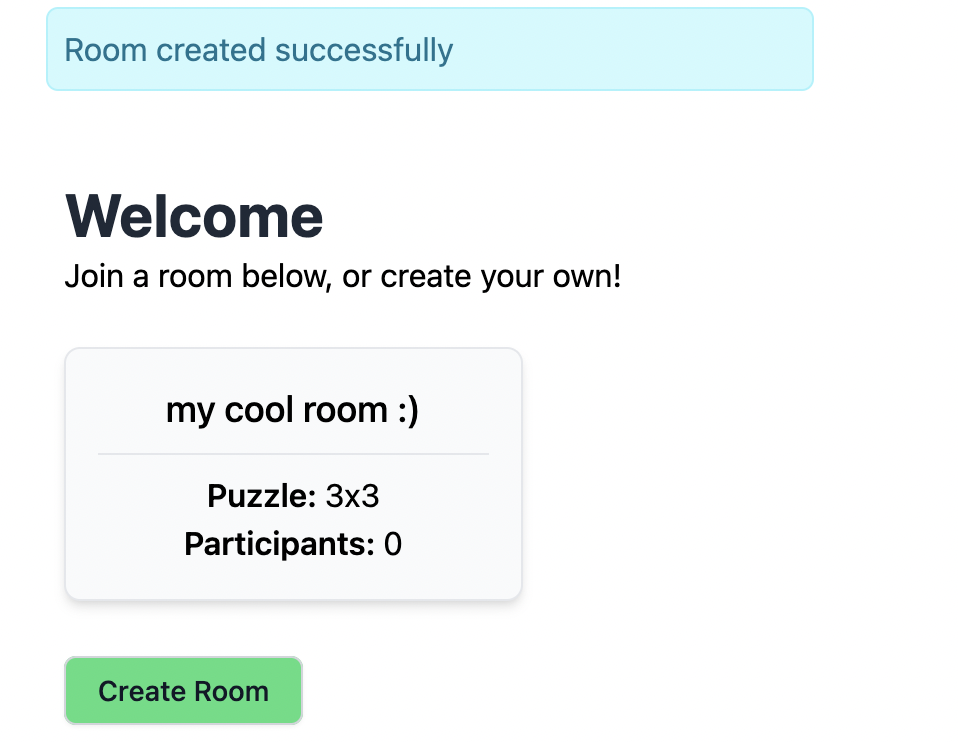 Room created successfully
Welcome
Join a room below, or create your own!
my cool room :)
Puzzle: 3x3
Participants: 0
Create Room